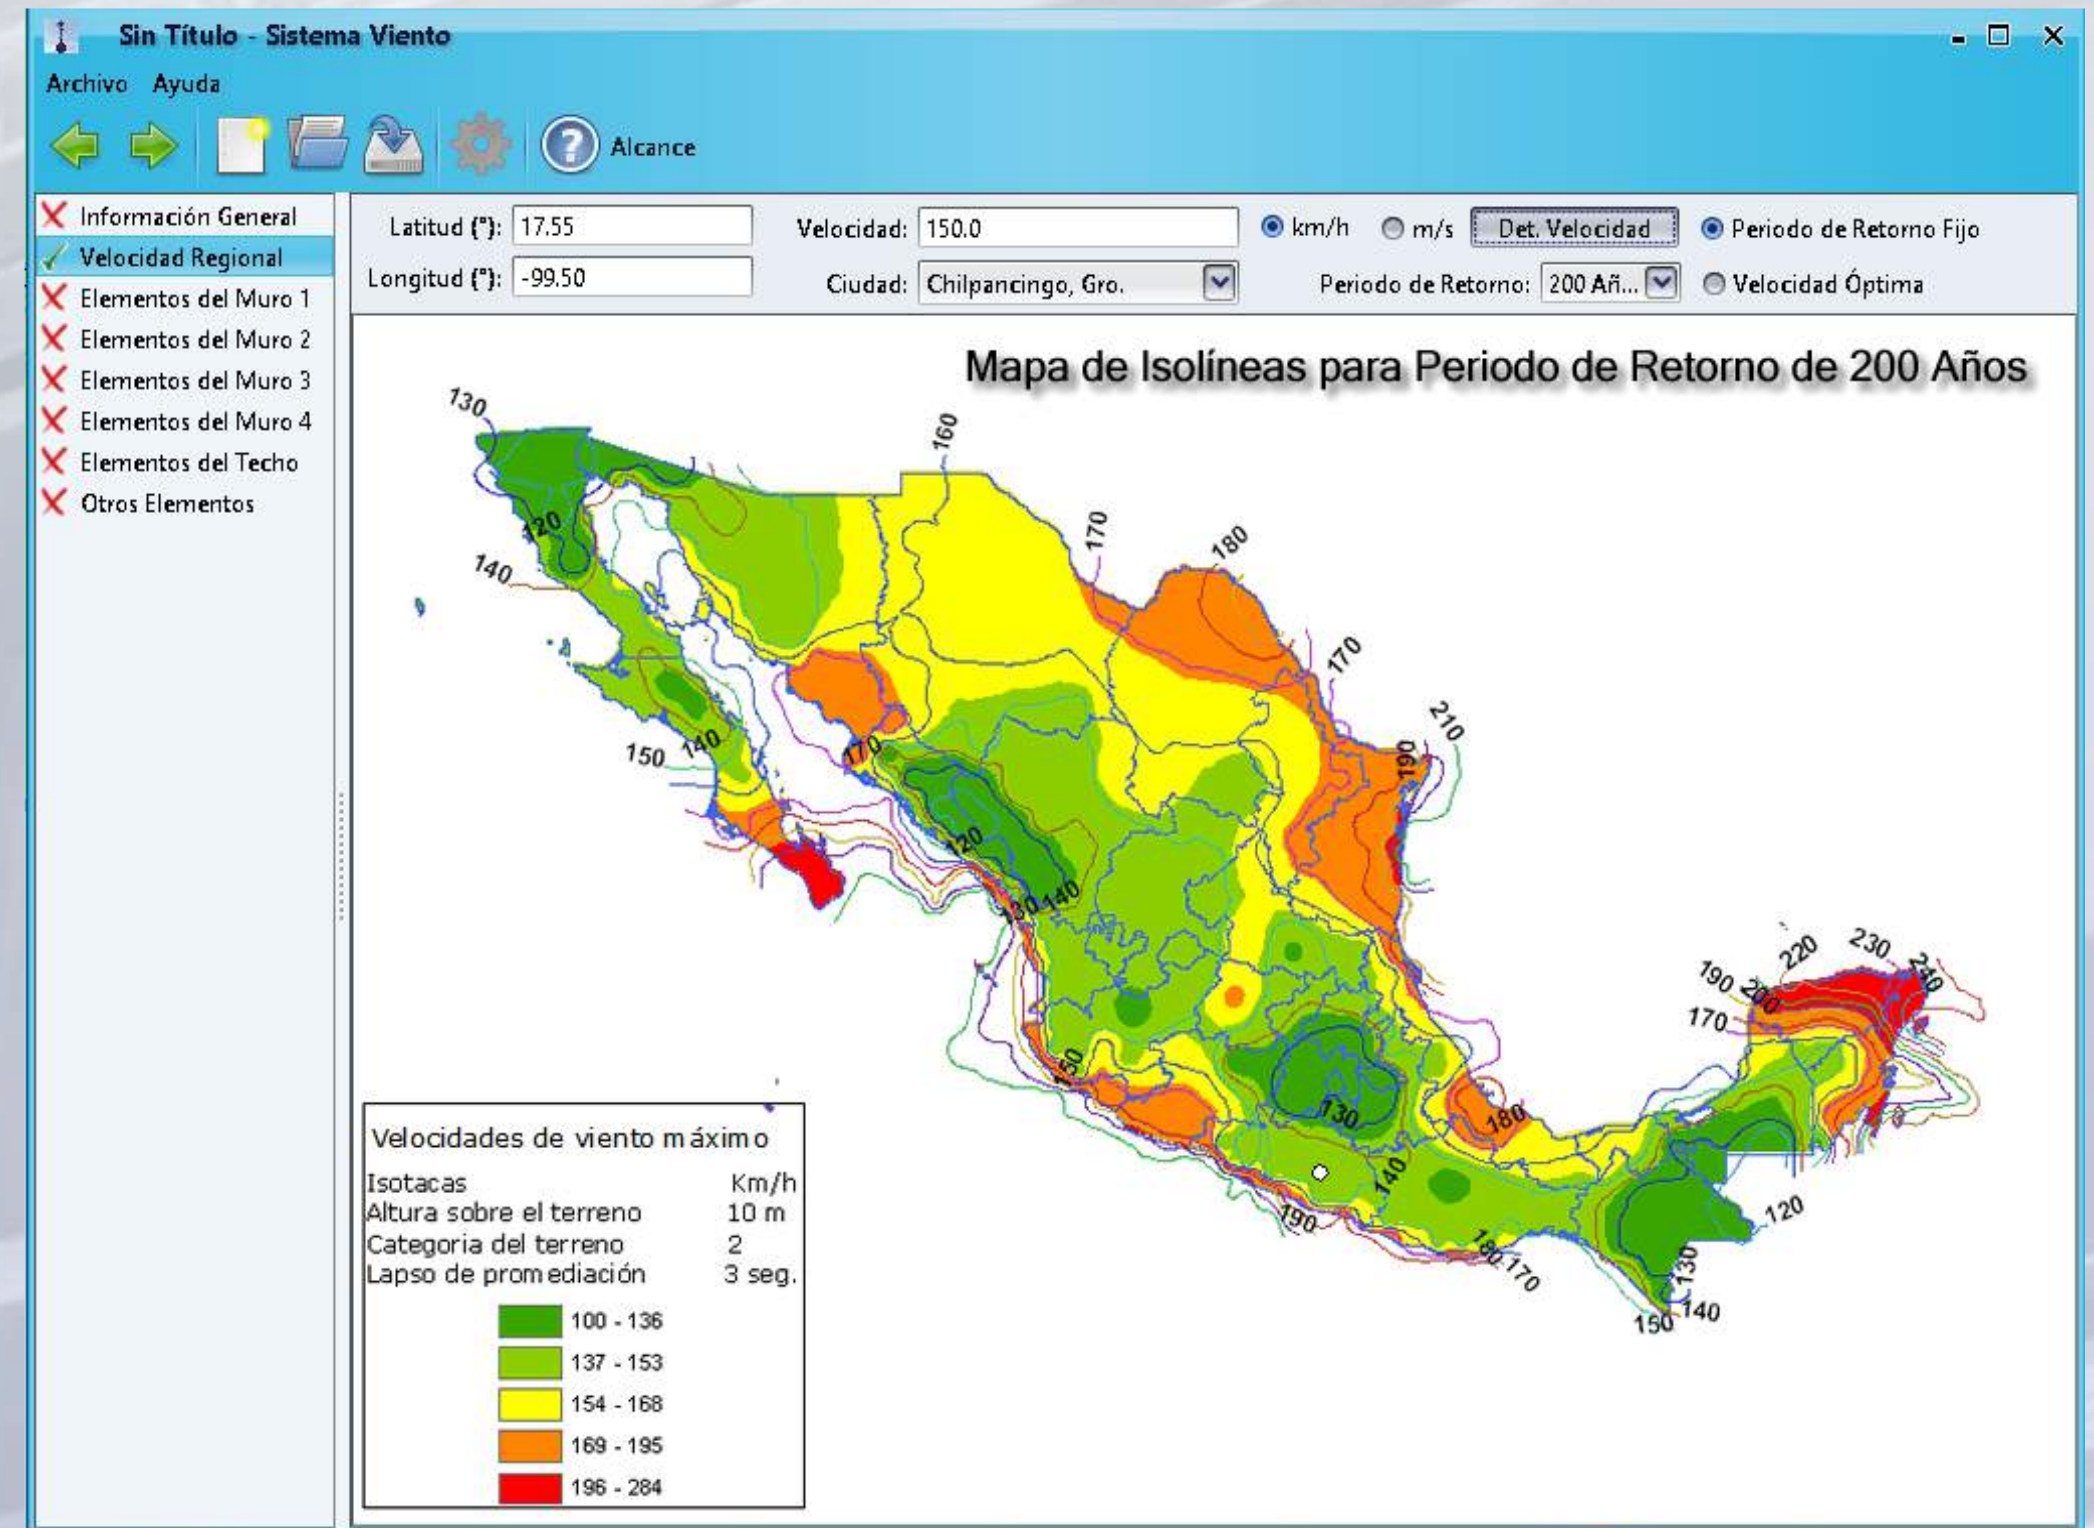 Sin Título - Sistema Viento
Archivo Ayuda
Alcance
Información General
Velocidad Regional
Elementos del Muro 1
Elementos del Muro 2
Elementos del Muro 3
Elementos del Muro 4
Elementos del Techo
Otros Elementos
Latitud (°): 17.55 Velocidad: 150.0 km/h m/s Det. Velocidad Periodo de Retorno Fijo
Longitud (°): -99.50 Ciudad: Chilpancingo, Gro. Periodo de Retorno: 200 Añ... Velocidad Óptima
Mapa de Isolíneas para Periodo de Retorno de 200 Años
130
160
120
170
180
140
170
210
150
140
170
190
120
130
140
220
230
240
190
200
170
150
130
180
140
190
120
180
170
130
140
150
Velocidades de viento máximo
Isotacas Km/h
Altura sobre el terreno 10 m
Categoria del terreno 2
Lapso de promediación 3 seg.
100 - 136
137 - 153
154 - 168
169 - 195
196 - 284